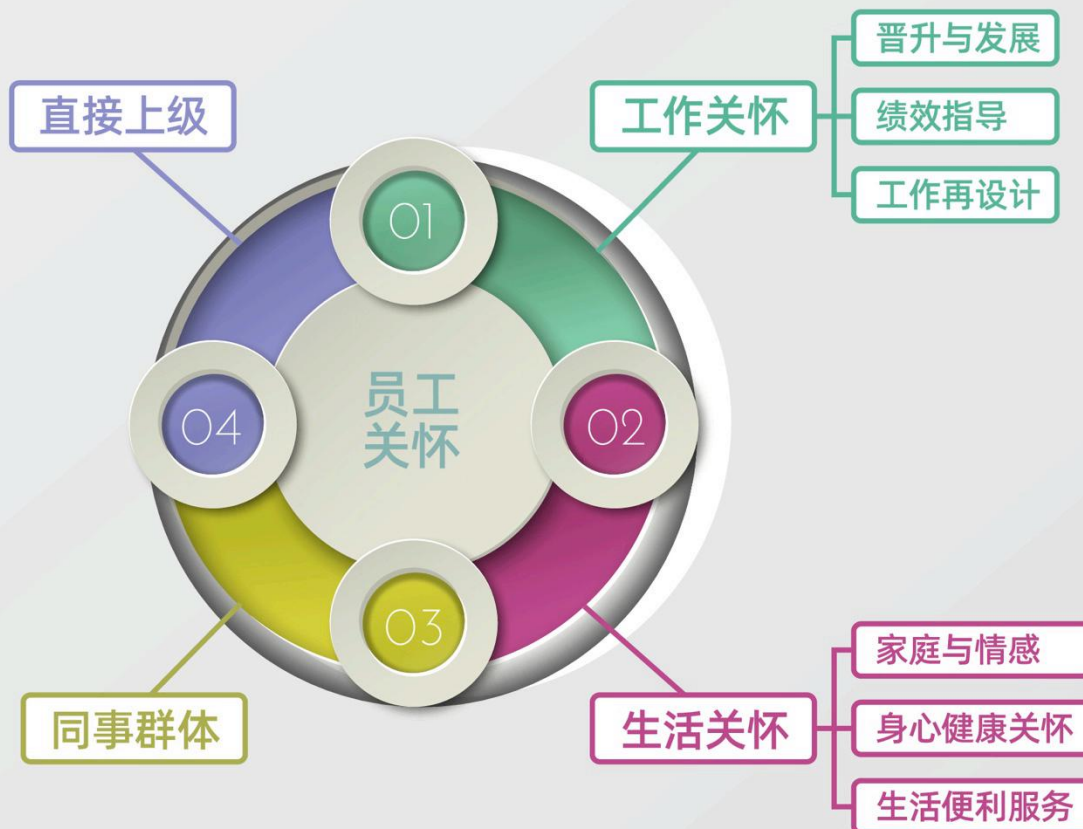 晋升与发展
直接上级
工作关怀
绩效指导
工作再设计
01
员工
关怀
04
02
03
家庭与情感
同事群体
生活关怀
身心健康关怀
生活便利服务